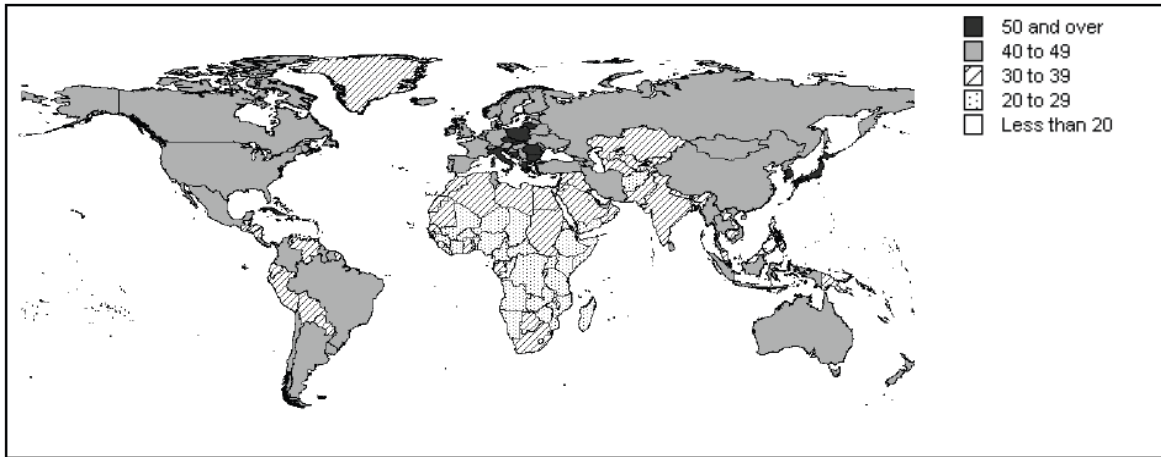 50 and over
40 to 49
30 to 39
20 to 29
Less than 20